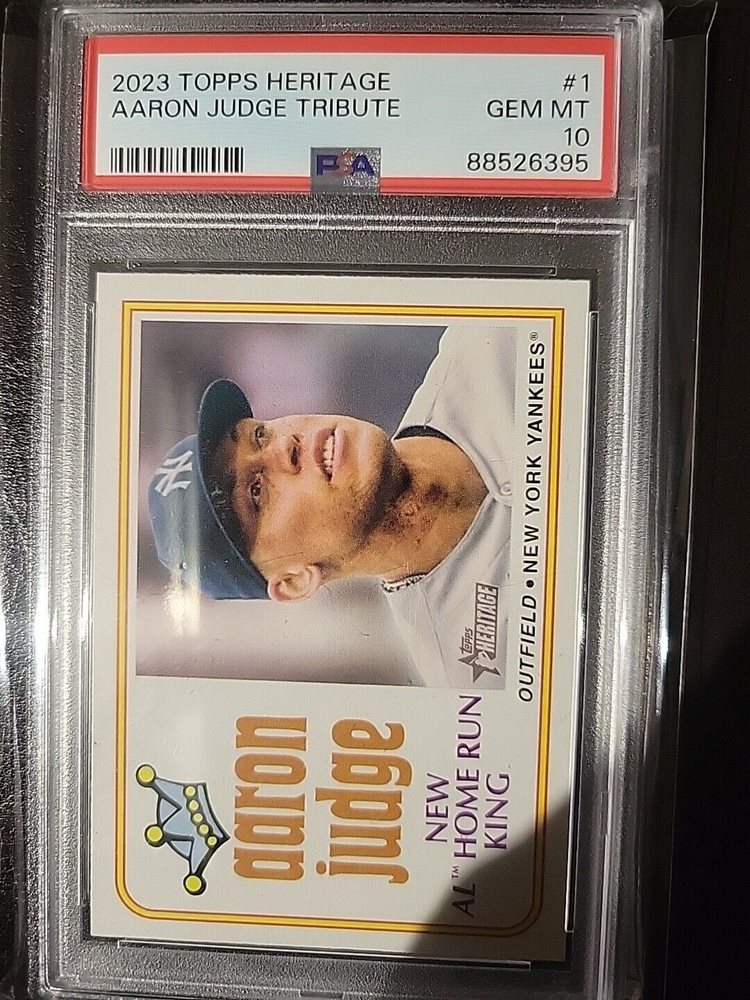 2023 TOPPS HERITAGE #1
AARON JUDGE TRIBUTE GEM MT
10
PSA 88526395
NY
TOPPS
HERITAGE
OUTFIELD • NEW YORK YANKEES®
aaron
judge
NEW
AL™ HOME RUN
KING